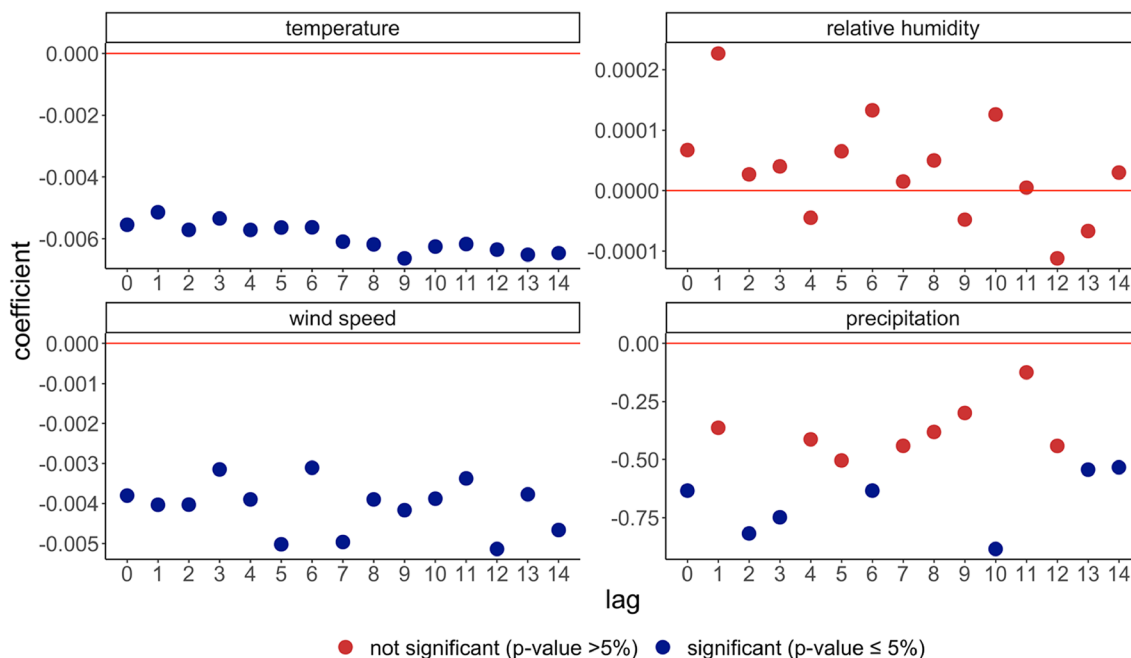 temperature
0.000
-0.002
-0.004
-0.006
0 1 2 3 4 5 6 7 8 9 10 11 12 13 14
relative humidity
0.0002
0.0001
0.0000
-0.0001
0 1 2 3 4 5 6 7 8 9 10 11 12 13 14
coefficient
wind speed
0.000
-0.001
-0.002
-0.003
-0.004
-0.005
0 1 2 3 4 5 6 7 8 9 10 11 12 13 14
precipitation
0.00
-0.25
-0.50
-0.75
0 1 2 3 4 5 6 7 8 9 10 11 12 13 14
lag
not significant (p-value >5%) significant (p-value ≤ 5%)